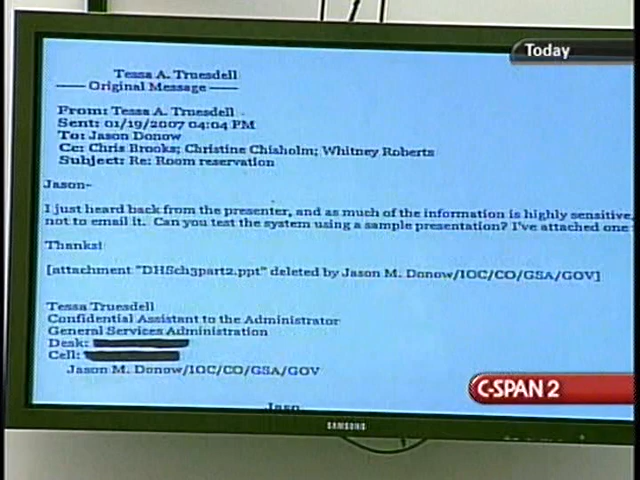 Today
Tessa A. Truesdell
----- Original Message -----
From: Tessa A. Truesdell
Sent: 01/19/2007 04:04 PM
To: Jason Donow
Cc: Chris Brooks; Christine Chisholm; Whitney Roberts
Subject: Re: Room reservation
Jason-
I just heard back from the presenter, and as much of the information is highly sensitive,
not to email it. Can you test the system using a sample presentation? I've attached one
Thanks!
[attachment "DHSch3part2.ppt" deleted by Jason M. Donow/IOC/CO/GSA/GOV]
Tessa Truesdell
Confidential Assistant to the Administrator
General Services Administration
Desk:
Cell:
Jason M. Donow/IOC/CO/GSA/GOV
C-SPAN 2
SAMSUNG